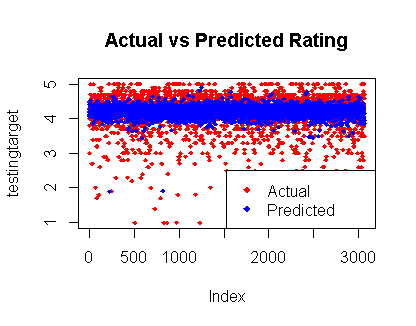 Actual vs Predicted Rating
testingtarget
5
4
3
2
1
Actual
Predicted
0 500 1000 2000 3000
Index